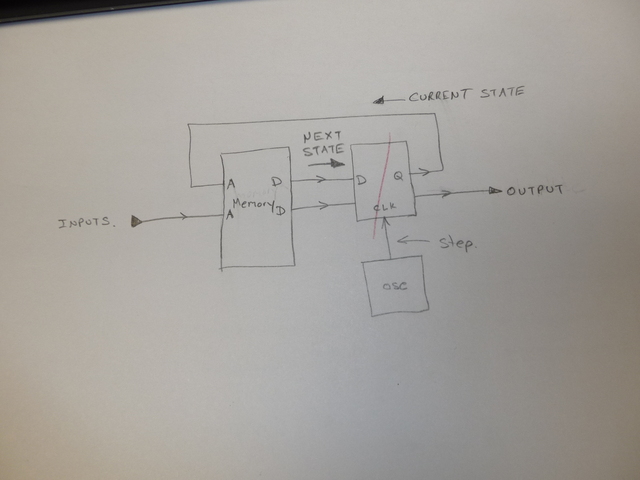 CURRENT STATE
NEXT
STATE
A
D
D
Q
Memory
A
D
CLK
INPUTS.
OUTPUT
Step.
OSC